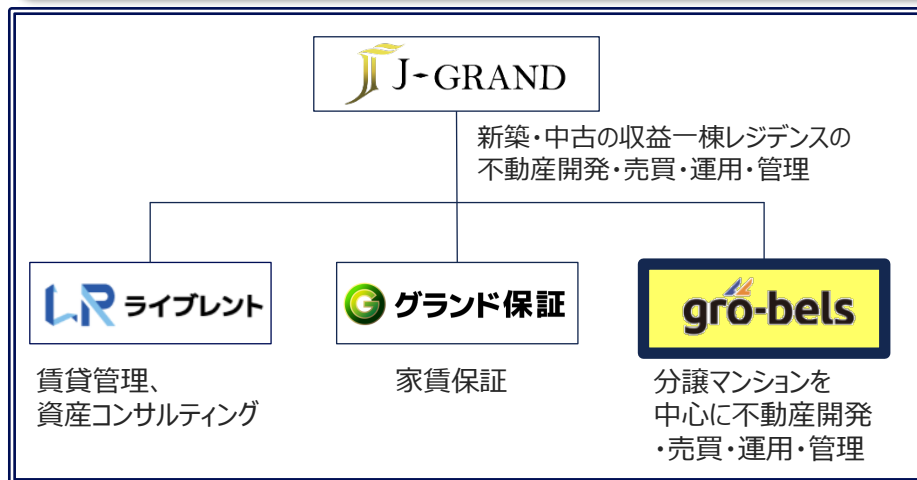 J-GRAND
新築・中古の収益一棟レジデンスの
不動産開発・売買・運用・管理
LR ライブレント
G グランド保証
grō-bels
賃貸管理、
資産コンサルティング
家賃保証
分譲マンションを
中心に不動産開発
・売買・運用・管理